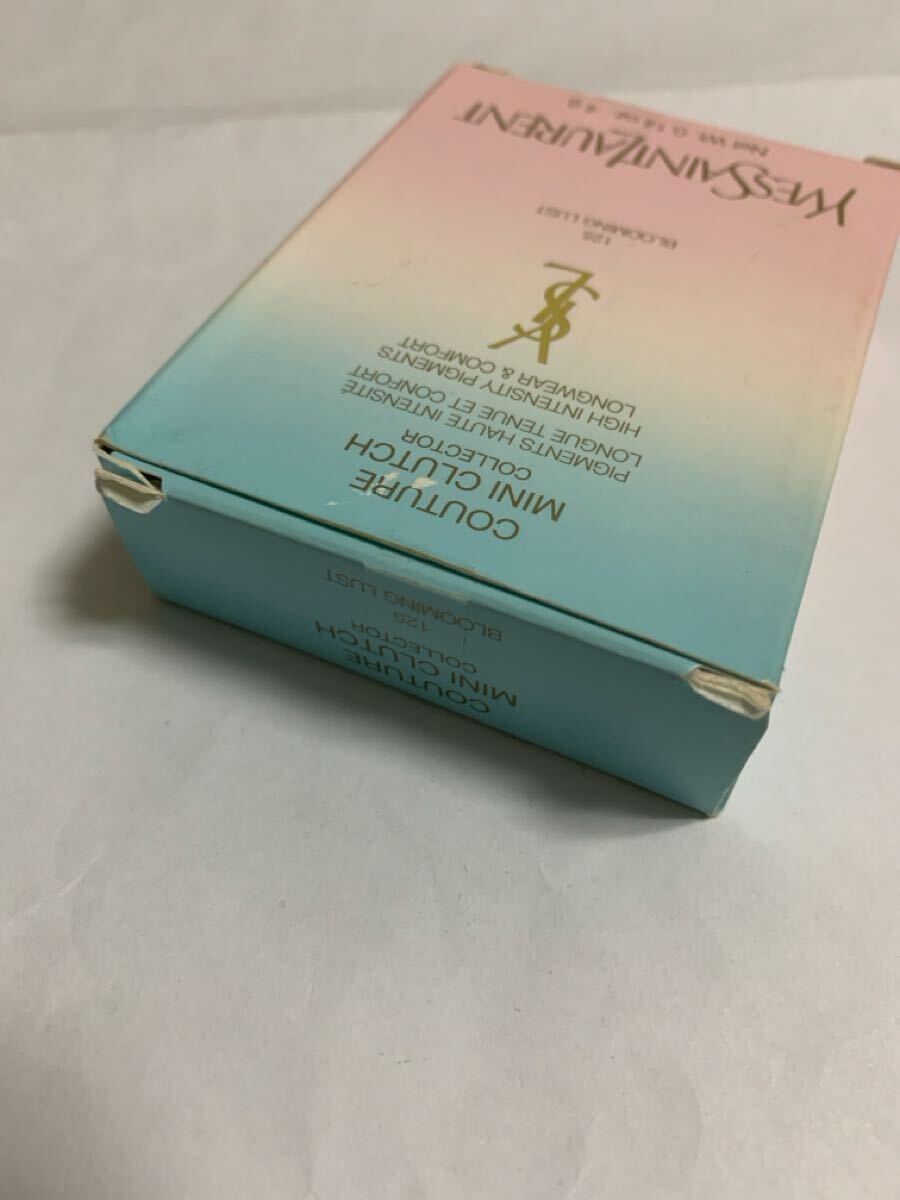 COUTURE
MINI CLUTCH
COLLECTOR
PIGMENTS HAUTE INTENSITÉ
LONGUE TENUE ET CONFORT
HIGH INTENSITY PIGMENTS
LONGWEAR & COMFORT
YSL
125
BLOOMING LUST
YVESSAINTLAURENT
Net Wt. 0.14 oz. 4 g
COUTURE
MINI CLUTCH
COLLECTOR
125
BLOOMING LUST